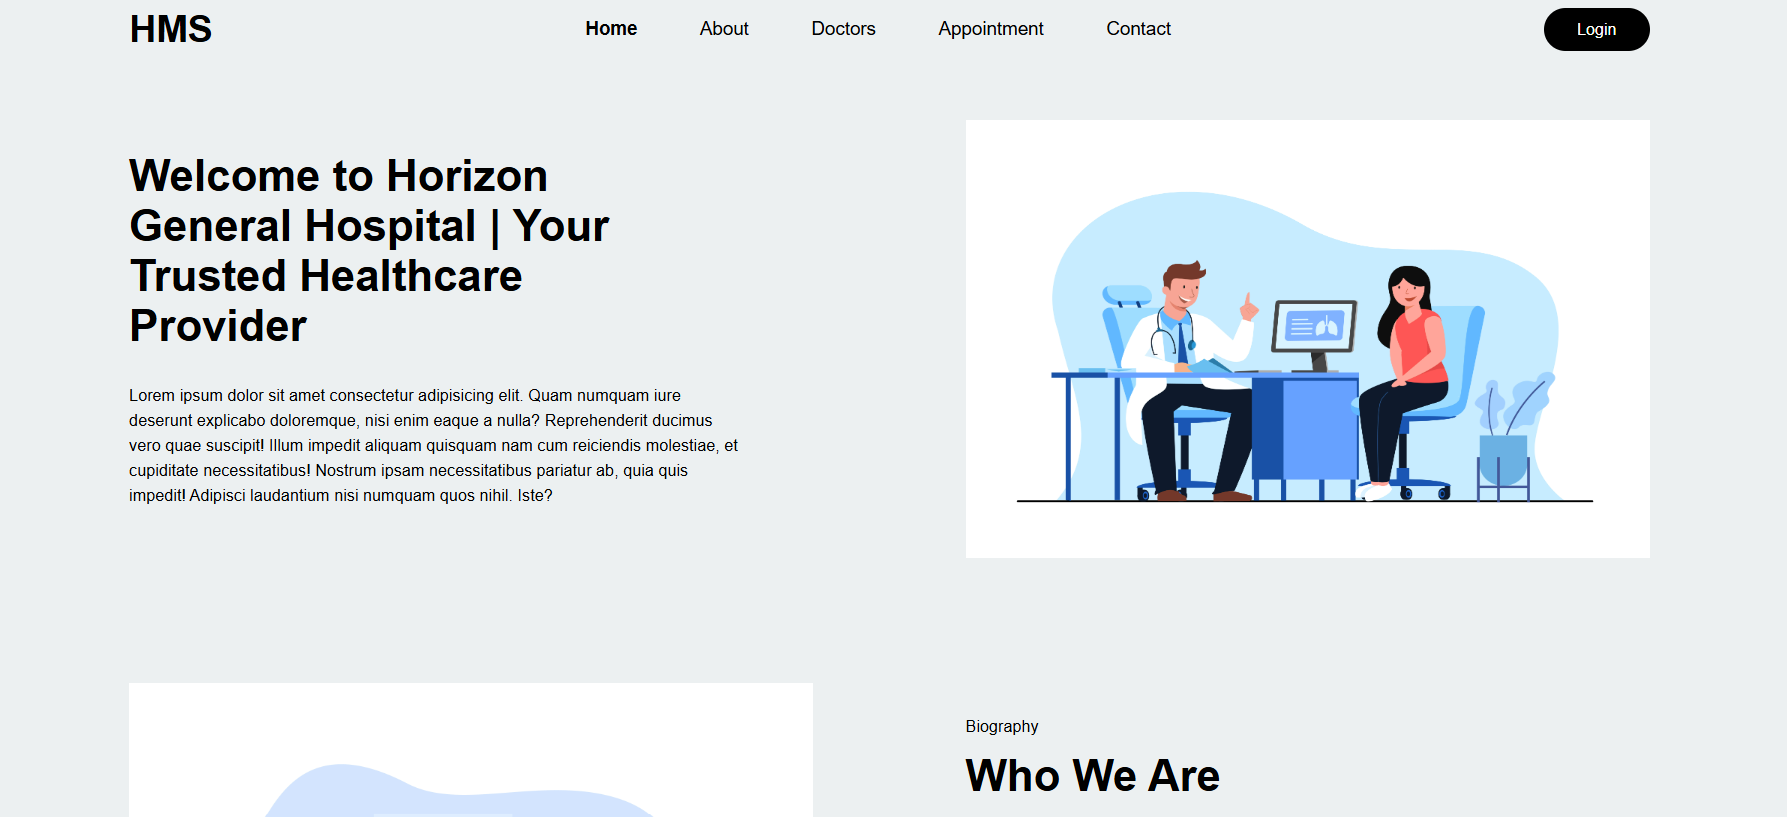 HMS
Home
About
Doctors
Appointment
Contact
Login
Welcome to Horizon
General Hospital | Your
Trusted Healthcare
Provider
Lorem ipsum dolor sit amet consectetur adipisicing elit. Quam numquam iure
deserunt explicabo doloremque, nisi enim eaque a nulla? Reprehenderit ducimus
vero quae suscipit! Illum impedit aliquam quisquam nam cum reiciendis molestiae, et
cupiditate necessitatibus! Nostrum ipsam necessitatibus pariatur ab, quia quis
impedit! Adipisci laudantium nisi numquam quos nihil. Iste?
Biography
Who We Are